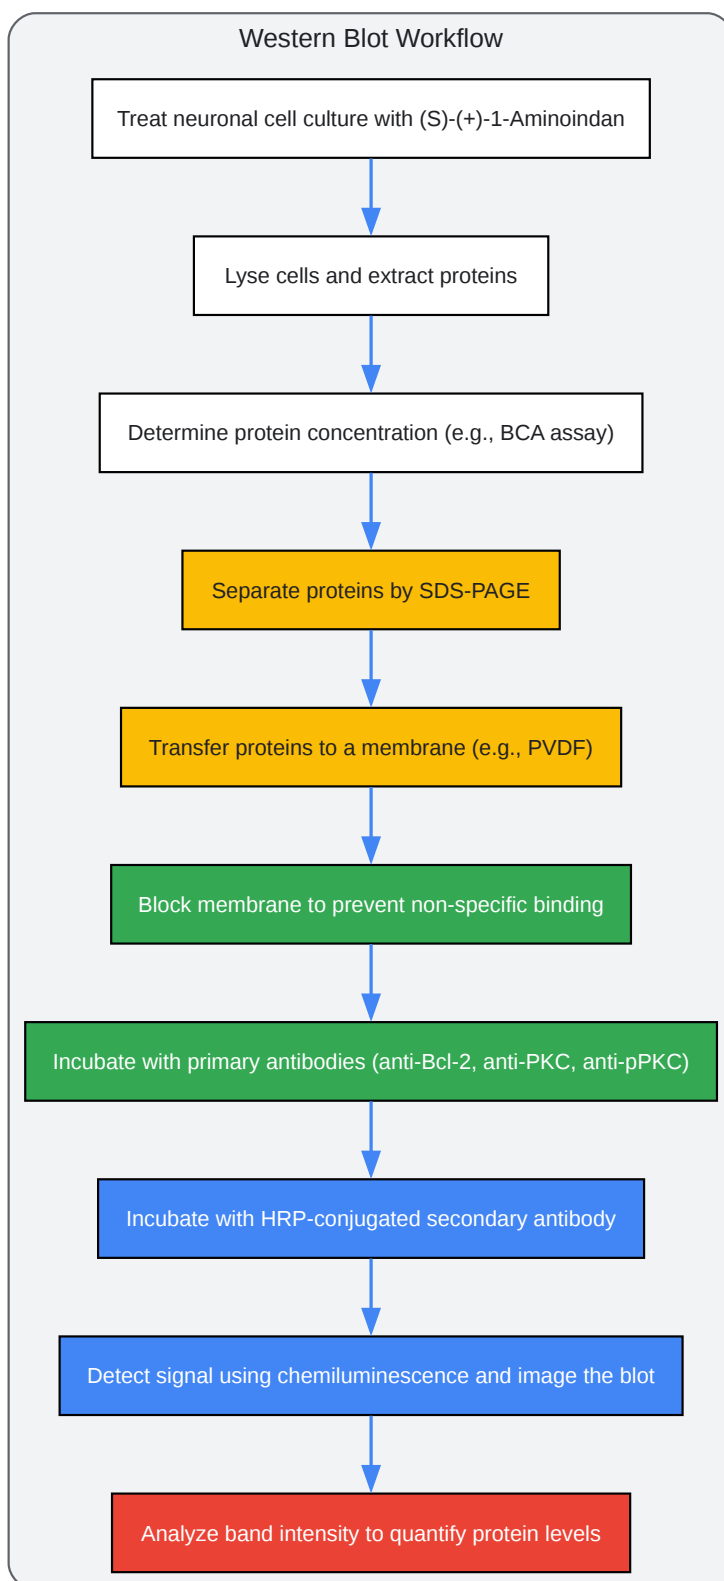 Western Blot Workflow
Treat neuronal cell culture with (S)-(+)-1-Aminoindan
Lyse cells and extract proteins
Determine protein concentration (e.g., BCA assay)
Separate proteins by SDS-PAGE
Transfer proteins to a membrane (e.g., PVDF)
Block membrane to prevent non-specific binding
Incubate with primary antibodies (anti-Bcl-2, anti-PKC, anti-pPKC)
Incubate with HRP-conjugated secondary antibody
Detect signal using chemiluminescence and image the blot
Analyze band intensity to quantify protein levels